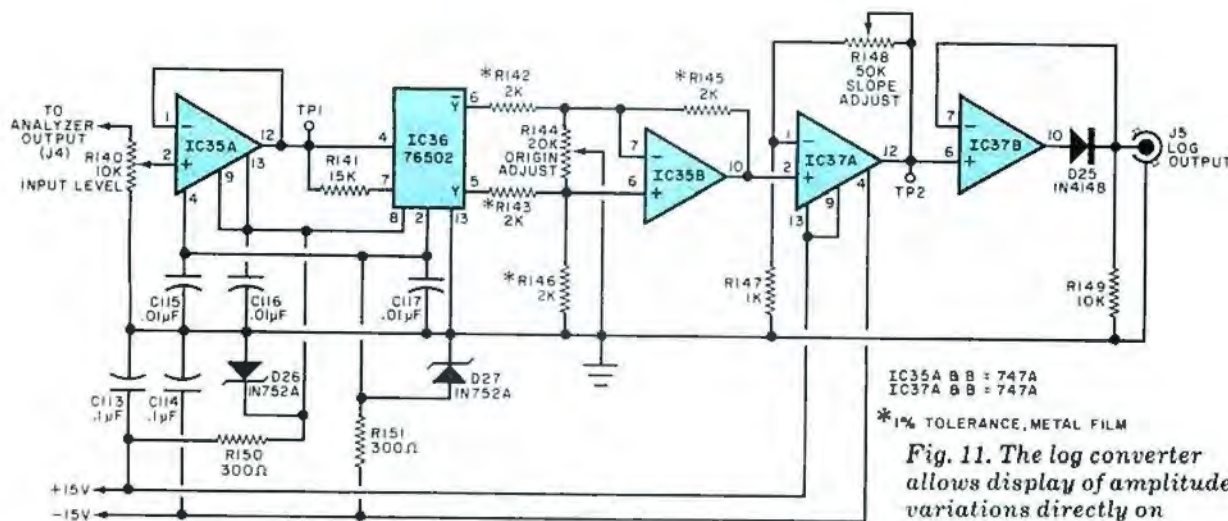 TO
ANALYZER
OUTPUT
(J4)
R140
10K
INPUT LEVEL
1
2
IC35A
12
13
9
4
TP1
R141
15K
4
7
IC36
76502
Y
Y
6
5
8
2
13
*R142
2K
*R143
2K
R144
20K
ORIGIN
ADJUST
*R145
2K
*R146
2K
7
6
IC35B
10
R148
50K
SLOPE
ADJUST
1
2
IC37A
12
4
13
9
TP2
R147
1K
7
6
IC37B
10
D25
1N4148
J5
LOG
OUTPUT
R149
10K
C115
.01µF
C116
.01µF
C117
.01µF
C113
.1µF
C114
.1µF
D26
1N752A
D27
1N752A
R150
300Ω
R151
300Ω
+15V
-15V
IC35A & B = 747A
IC37A & B = 747A
*1% TOLERANCE, METAL FILM
Fig. 11. The log converter
allows display of amplitude
variations directly on